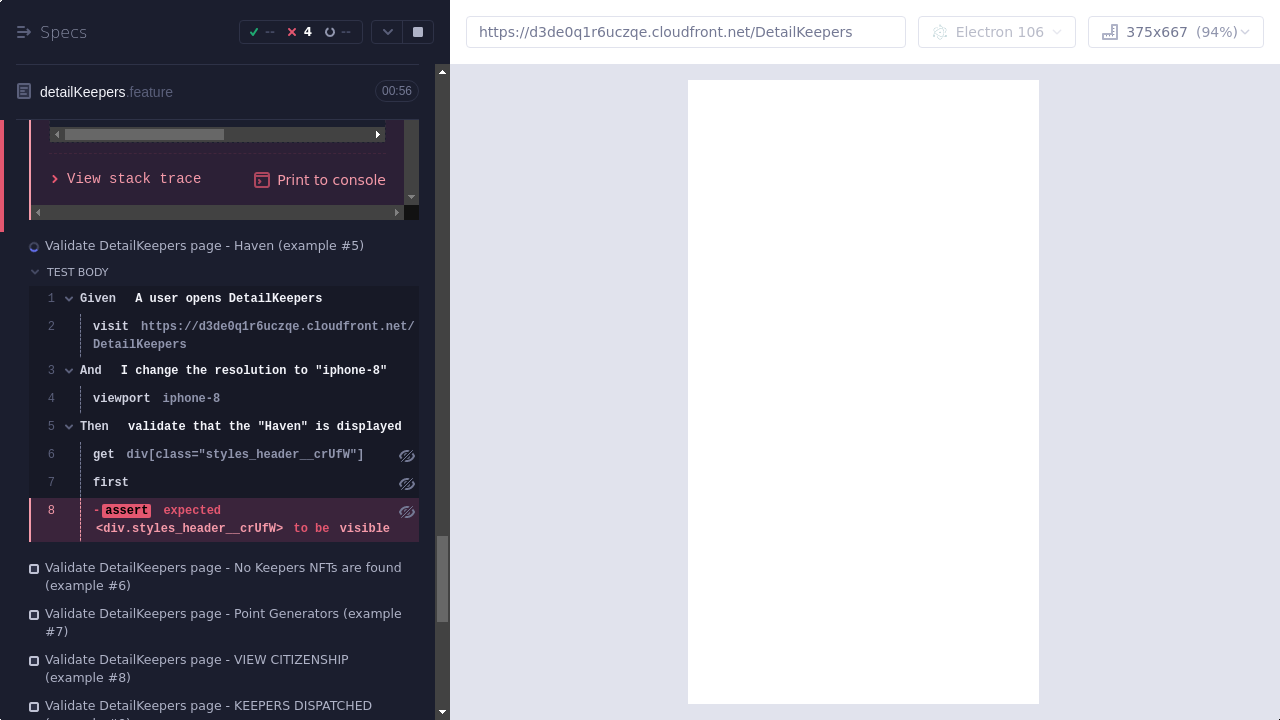 Specs
--
4
--
https://d3de0q1r6uczqe.cloudfront.net/DetailKeepers
Electron 106
375x667 (94%)
detailKeepers.feature
00:56
View stack trace
Print to console
Validate DetailKeepers page - Haven (example #5)
TEST BODY
1 Given A user opens DetailKeepers
2 visit https://d3de0q1r6uczqe.cloudfront.net/
DetailKeepers
3 And I change the resolution to "iphone-8"
4 viewport iphone-8
5 Then validate that the "Haven" is displayed
6 get div[class="styles_header__crUfW"]
7 first
8 -assert expected
<div.styles_header__crUfW> to be visible
Validate DetailKeepers page - No Keepers NFTs are found
(example #6)
Validate DetailKeepers page - Point Generators (example
#7)
Validate DetailKeepers page - VIEW CITIZENSHIP
(example #8)
Validate DetailKeepers page - KEEPERS DISPATCHED